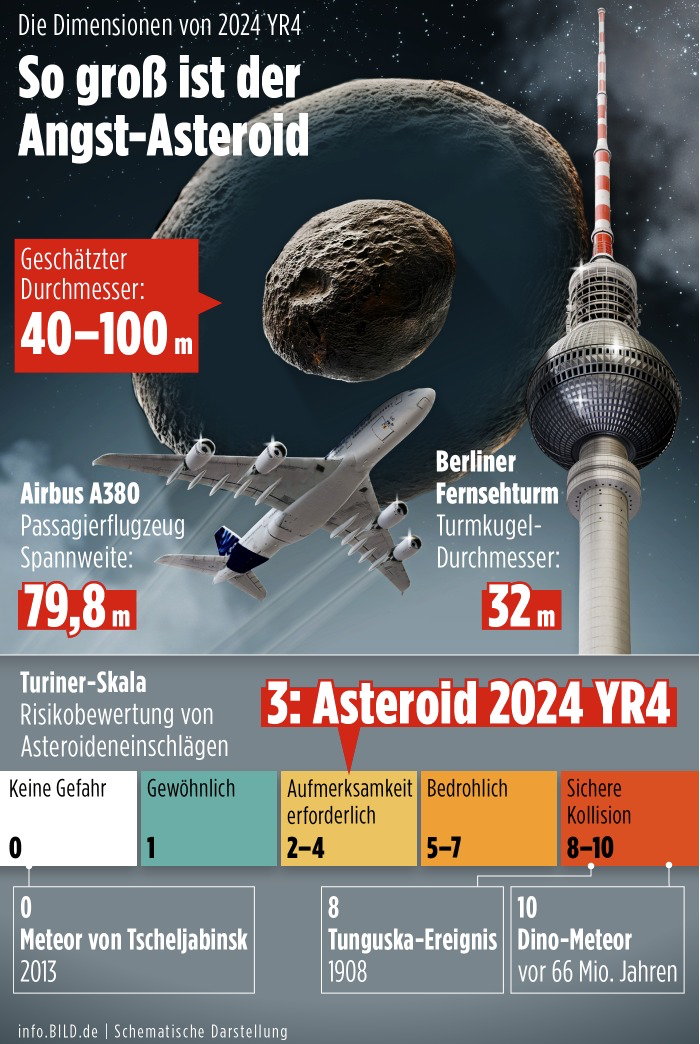 Die Dimensionen von 2024 YR4
So groß ist der
Angst-Asteroid
Geschätzter
Durchmesser:
40–100 m
Airbus A380
Passagierflugzeug
Spannweite:
79,8 m
Berliner
Fernsehturm
Turmkugel-
Durchmesser:
32 m
Turiner-Skala
Risikobewertung von
Asteroideneinschlägen
3: Asteroid 2024 YR4
Keine Gefahr
0
Gewöhnlich
1
Aufmerksamkeit
erforderlich
2–4
Bedrohlich
5–7
Sichere
Kollision
8–10
0
Meteor von Tscheljabinsk
2013
8
Tunguska-Ereignis
1908
10
Dino-Meteor
vor 66 Mio. Jahren
info.BILD.de | Schematische Darstellung